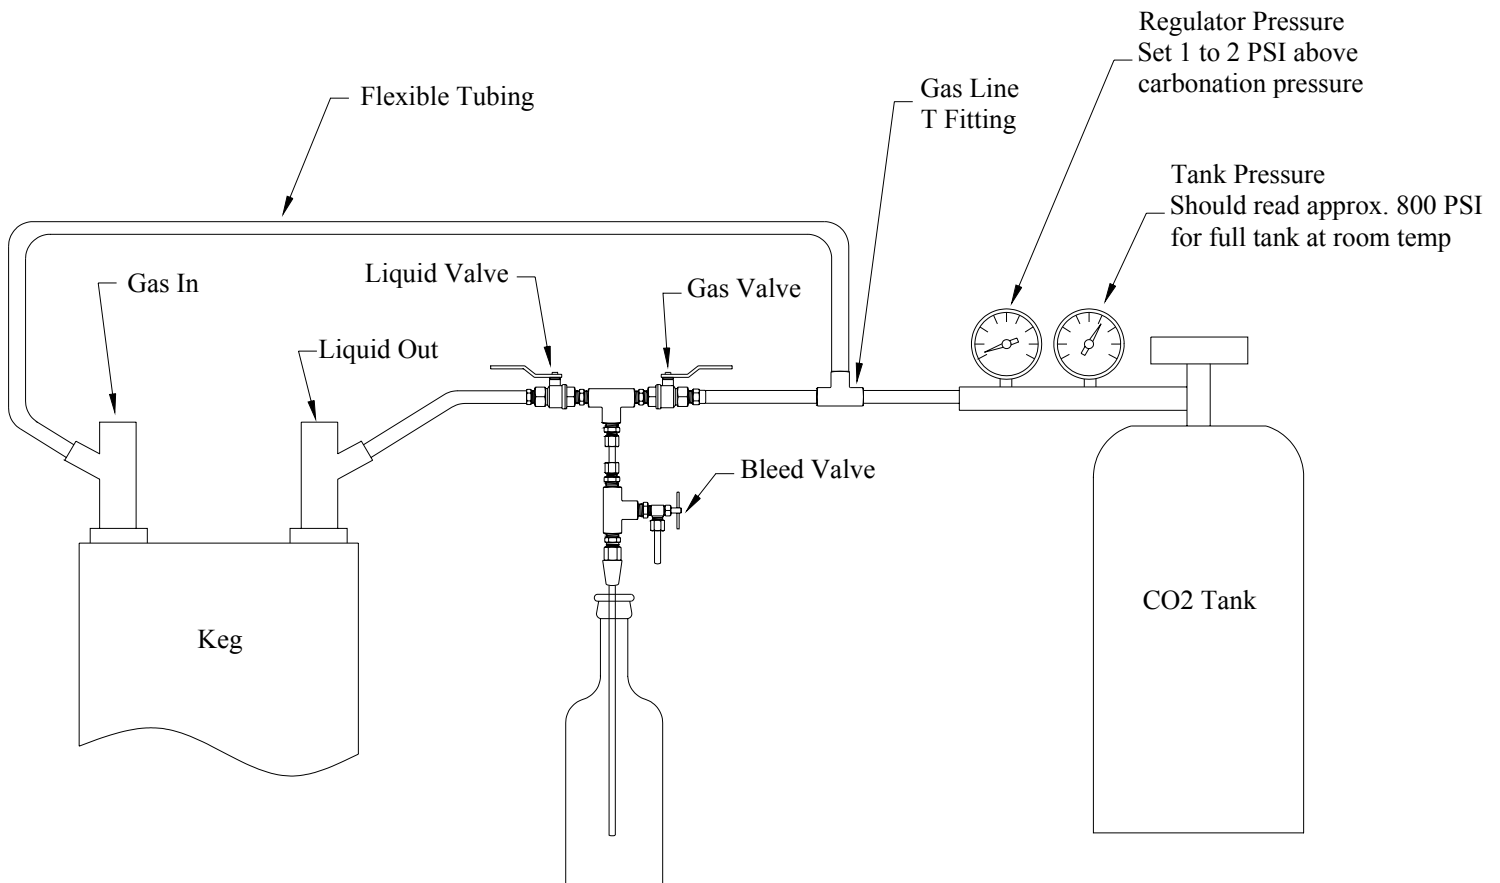 Regulator Pressure
Set 1 to 2 PSI above
carbonation pressure
Flexible Tubing
Gas Line
T Fitting
Tank Pressure
Should read approx. 800 PSI
for full tank at room temp
Gas In
Liquid Valve
Gas Valve
Liquid Out
Bleed Valve
Keg
CO2 Tank